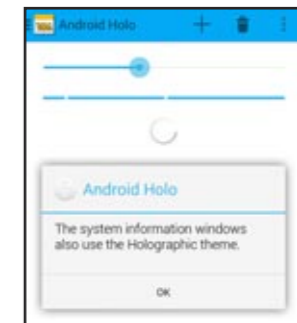 Android Holo
Android Holo
The system information windows
also use the Holographic theme.
OK